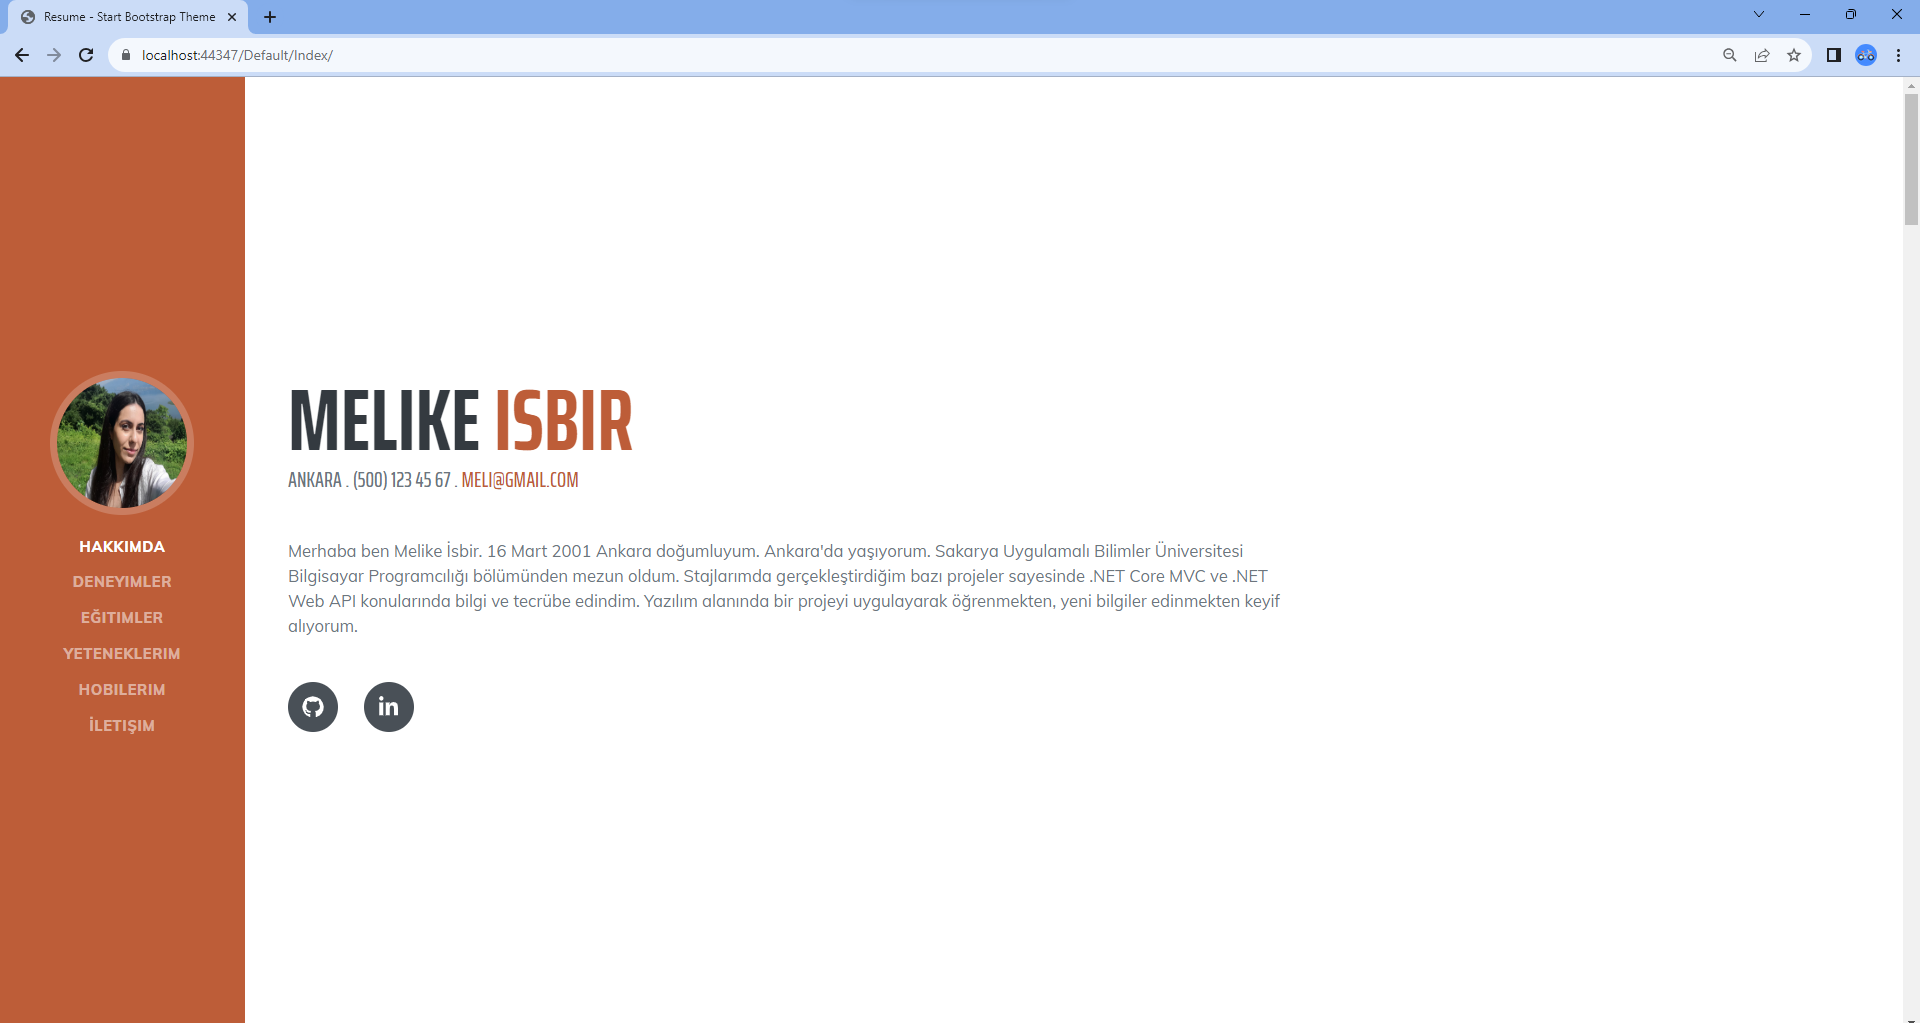 Resume - Start Bootstrap Theme
localhost:44347/Default/Index/
HAKKIMDA
DENEYIMLER
EĞITIMLER
YETENEKLERIM
HOBILERIM
İLETIŞIM
MELIKE ISBIR
ANKARA . (500) 123 45 67 . MELI@GMAIL.COM
Merhaba ben Melike İsbir. 16 Mart 2001 Ankara doğumluyum. Ankara'da yaşıyorum. Sakarya Uygulamalı Bilimler Üniversitesi
Bilgisayar Programcılığı bölümünden mezun oldum. Stajlarımda gerçekleştirdiğim bazı projeler sayesinde .NET Core MVC ve .NET
Web API konularında bilgi ve tecrübe edindim. Yazılım alanında bir projeyi uygulayarak öğrenmekten, yeni bilgiler edinmekten keyif
alıyorum.
in